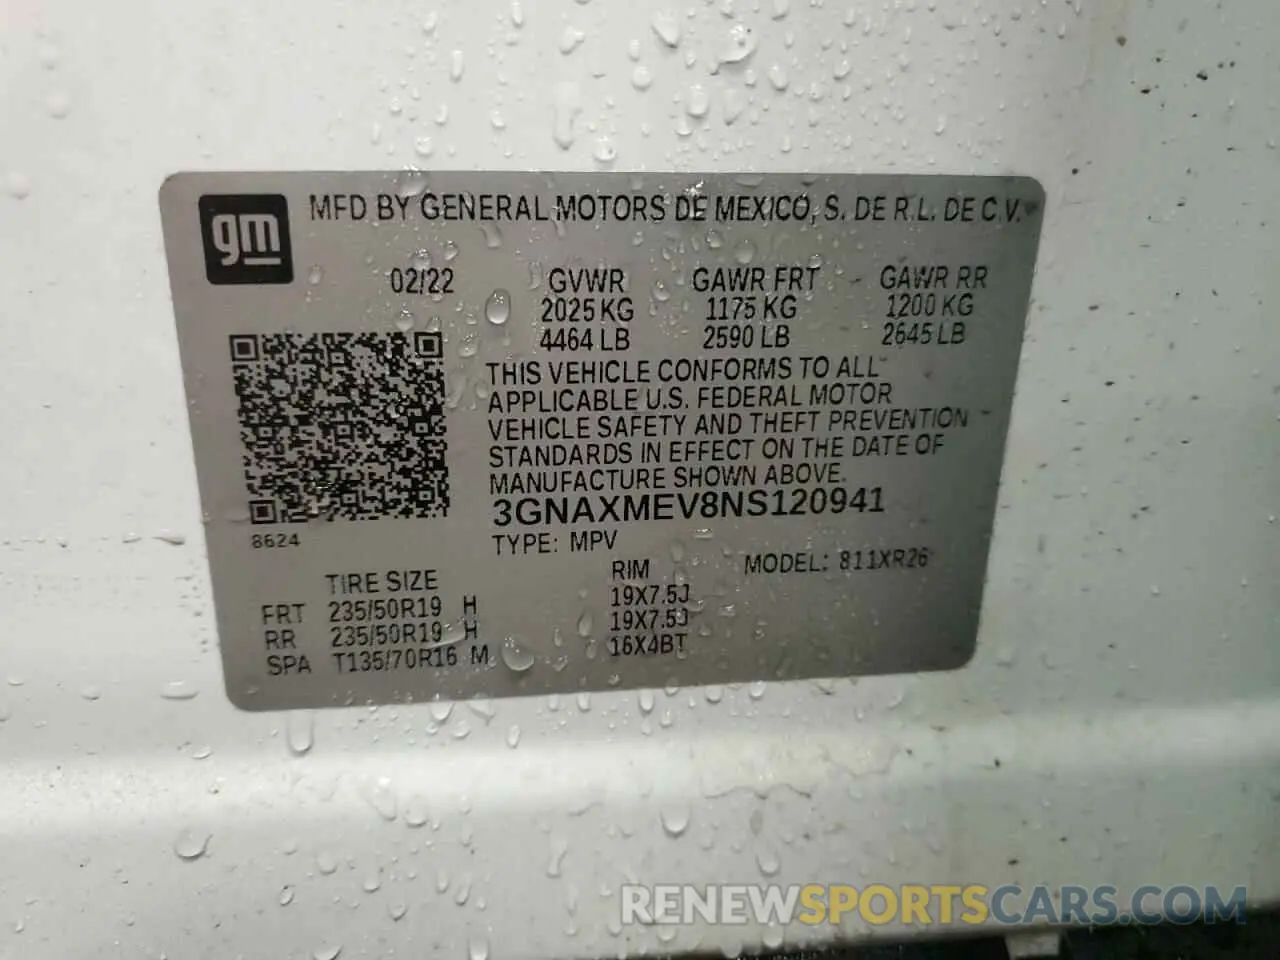 gm
MFD BY GENERAL MOTORS DE MEXICO, S. DE R.L. DE C.V.
02/22 GVWR GAWR FRT GAWR RR
2025 KG 1175 KG 1200 KG
4464 LB 2590 LB 2645 LB
THIS VEHICLE CONFORMS TO ALL
APPLICABLE U.S. FEDERAL MOTOR
VEHICLE SAFETY AND THEFT PREVENTION
STANDARDS IN EFFECT ON THE DATE OF
MANUFACTURE SHOWN ABOVE.
3GNAXMEV8NS120941
8624
TYPE: MPV MODEL: 811XR26
TIRE SIZE RIM
FRT 235/50R19 H 19X7.5J
RR 235/50R19 H 19X7.5J
SPA T135/70R16 M 16X4BT
RENEWSPORTSCARS.COM